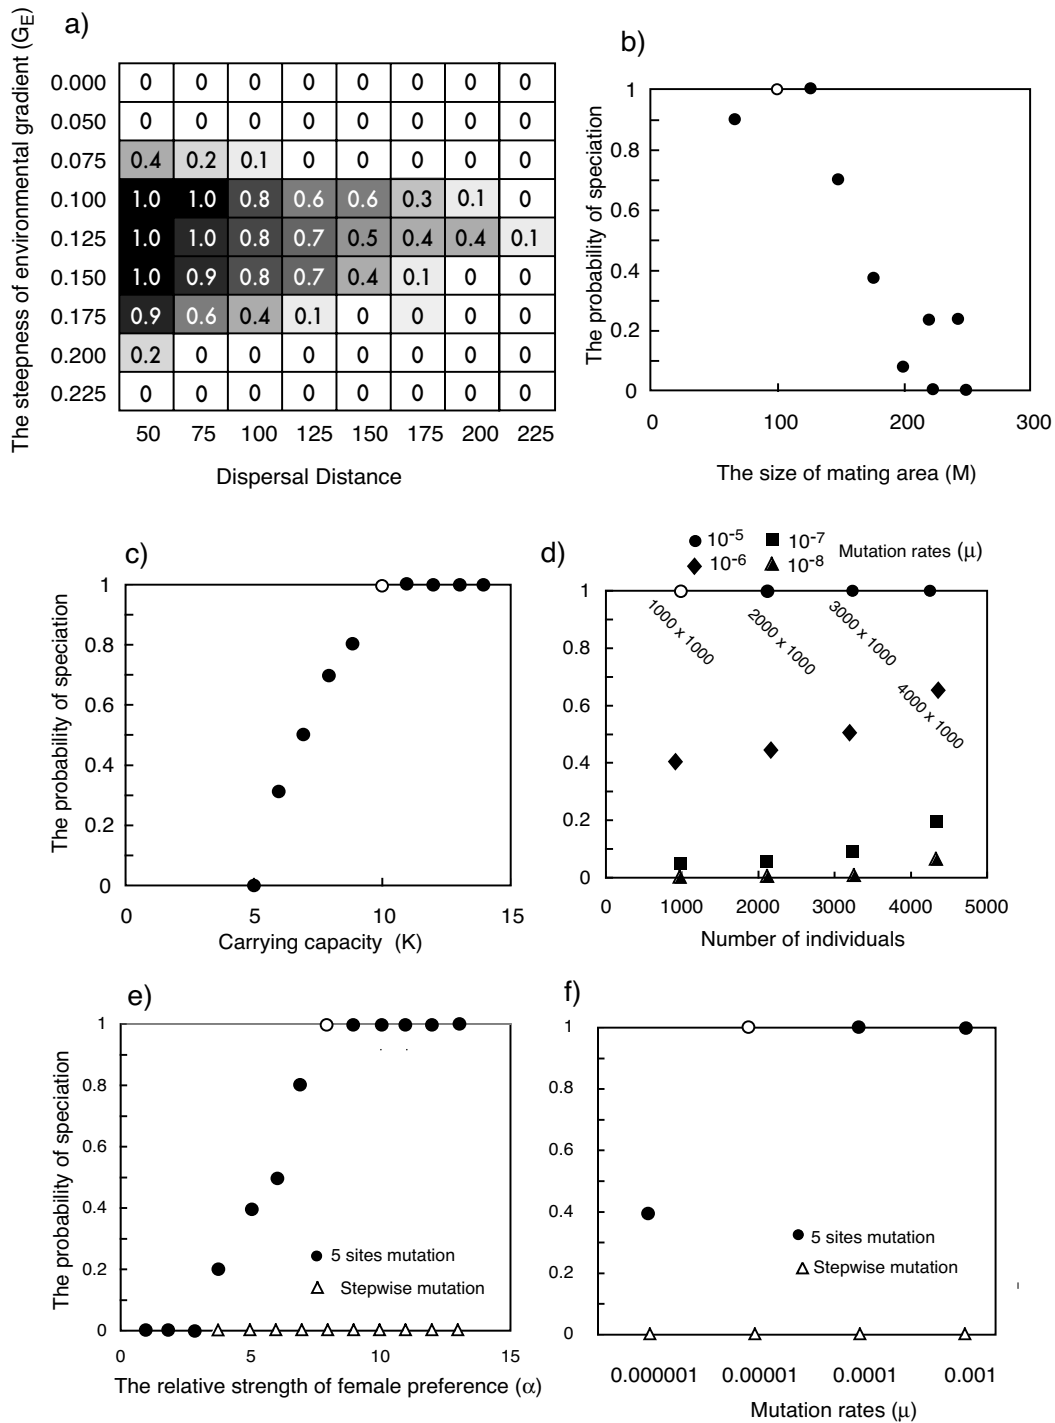 a)
The steepness of environmental gradient (GE)
0.000 0 0 0 0 0 0 0 0
0.050 0 0 0 0 0 0 0 0
0.075 0.4 0.2 0.1 0 0 0 0 0
0.100 1.0 1.0 0.8 0.6 0.6 0.3 0.1 0
0.125 1.0 1.0 0.8 0.7 0.5 0.4 0.4 0.1
0.150 1.0 0.9 0.8 0.7 0.4 0.1 0 0
0.175 0.9 0.6 0.4 0.1 0 0 0 0
0.200 0.2 0 0 0 0 0 0 0
0.225 0 0 0 0 0 0 0 0
50 75 100 125 150 175 200 225
Dispersal Distance
b)
The probability of speciation
1
0.8
0.6
0.4
0.2
0
0 100 200 300
The size of mating area (M)
c)
The probability of speciation
1
0.8
0.6
0.4
0.2
0
0 5 10 15
Carrying capacity (K)
d)
10-5 10-7
10-6 10-8
Mutation rates (μ)
1
0.8
0.6
0.4
0.2
0
1000 x 1000
2000 x 1000
3000 x 1000
4000 x 1000
0 1000 2000 3000 4000 5000
Number of individuals
e)
The probability of speciation
1
0.8
0.6
0.4
0.2
0
5 sites mutation
Stepwise mutation
0 5 10 15
The relative strength of female preference (α)
f)
1
0.8
0.6
0.4
0.2
0
5 sites mutation
Stepwise mutation
0.000001 0.00001 0.0001 0.001
Mutation rates (μ)